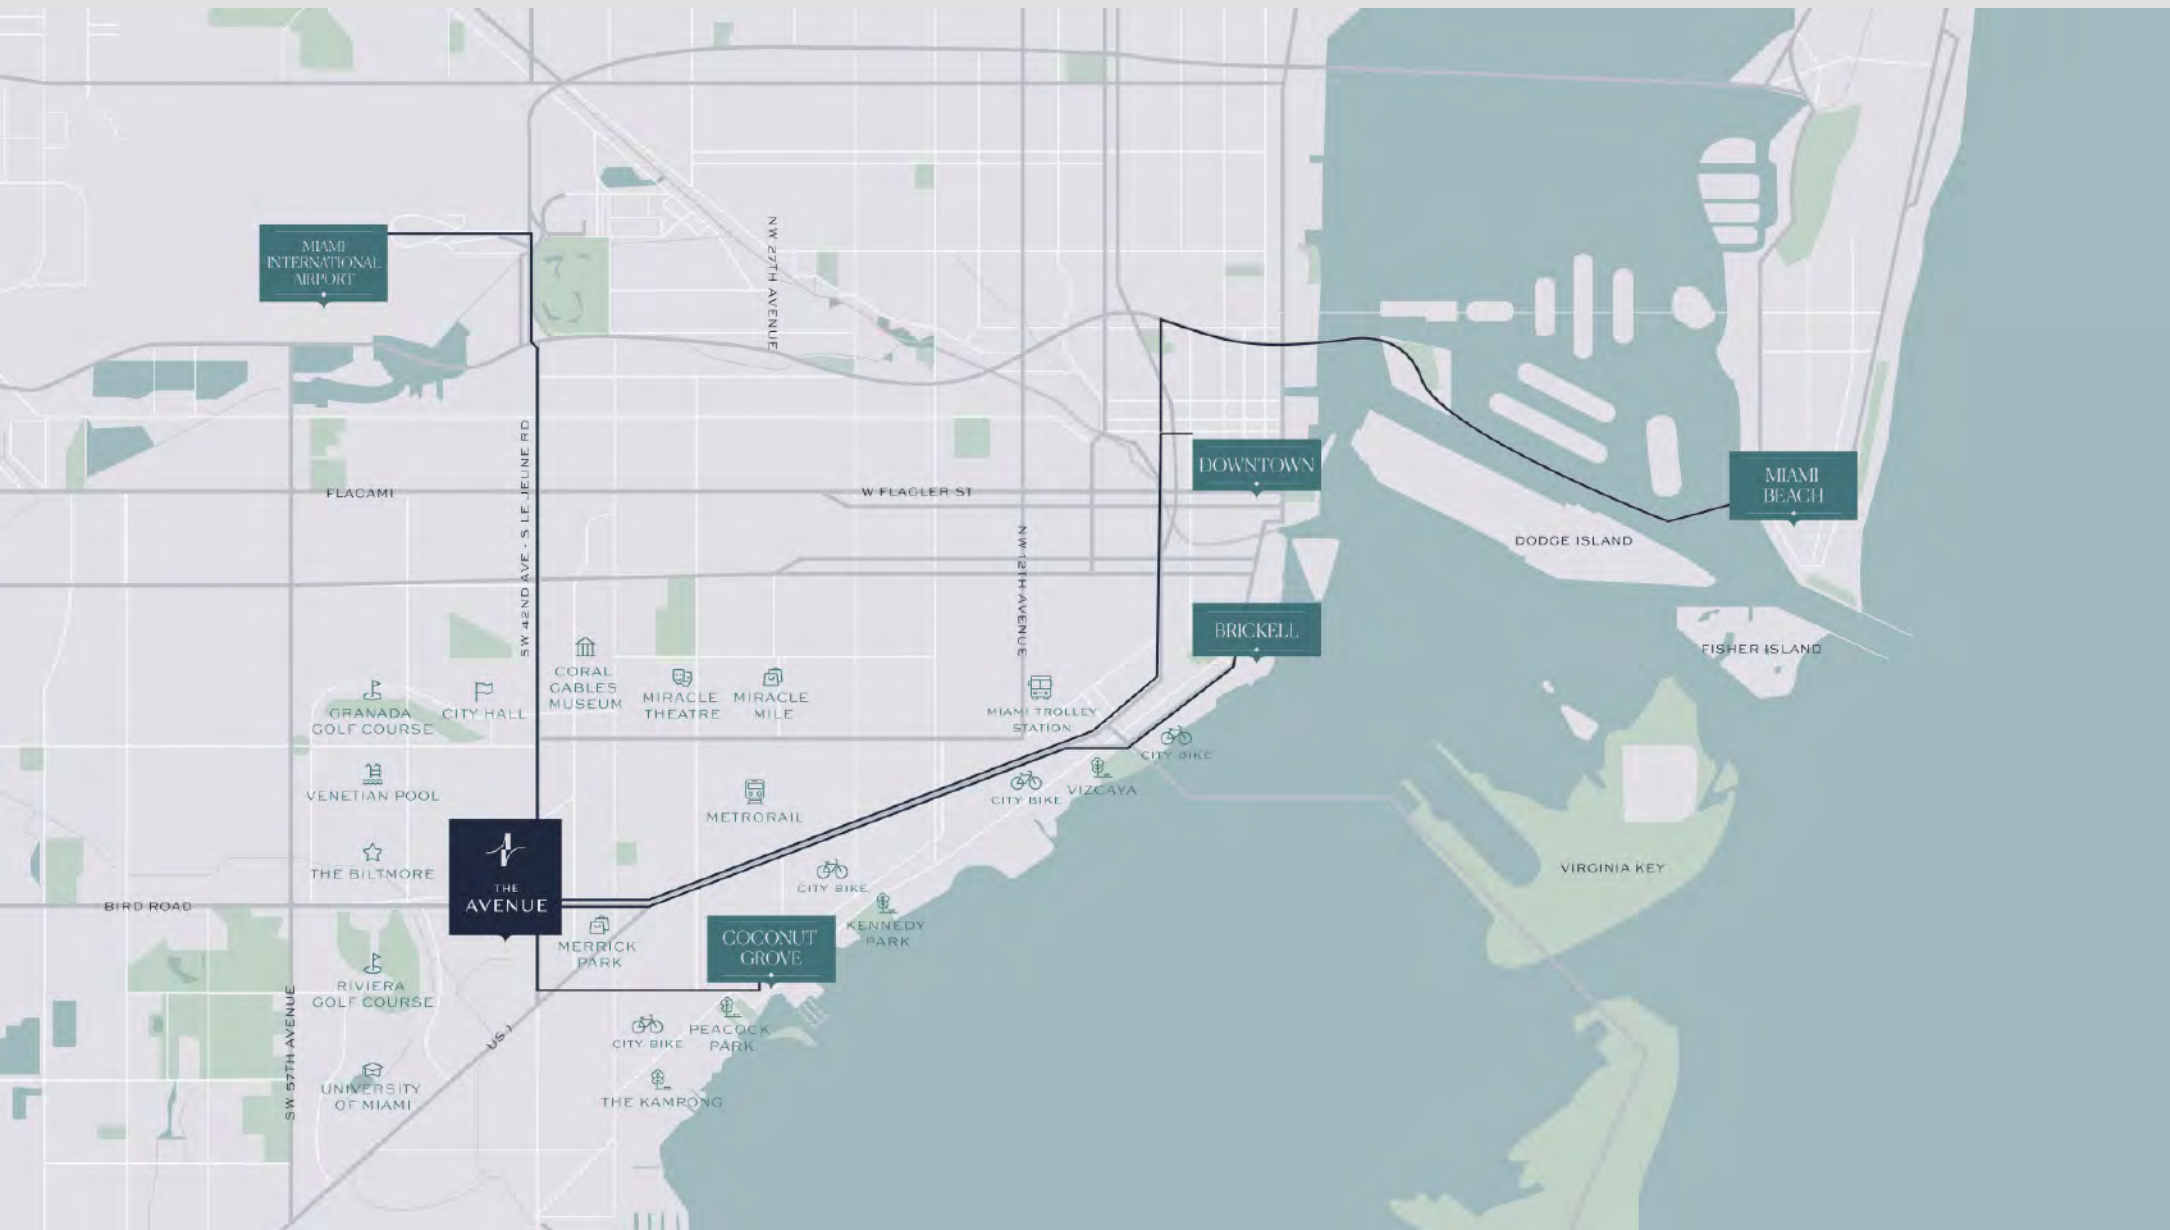 MIAMI
INTERNATIONAL
AIRPORT
NW 27TH AVENUE
SW 42ND AVE - S LE JEUNE RD
FLAGAMI
W FLAGLER ST
DOWNTOWN
MIAMI
BEACH
DODGE ISLAND
NW 12TH AVENUE
BRICKELL
FISHER ISLAND
CORAL
GABLES
MUSEUM
MIRACLE
THEATRE
MIRACLE
MILE
GRANADA
GOLF COURSE
CITY HALL
MIAMI TROLLEY
STATION
CITY BIKE
VENETIAN POOL
METRORAIL
CITY BIKE
VIZCAYA
THE BILTMORE
THE
AVENUE
CITY BIKE
VIRGINIA KEY
BIRD ROAD
MERRICK
PARK
COCONUT
GROVE
KENNEDY
PARK
RIVIERA
GOLF COURSE
SW 57TH AVENUE
US 1
CITY BIKE
PEACOCK
PARK
UNIVERSITY
OF MIAMI
THE KAMPONG